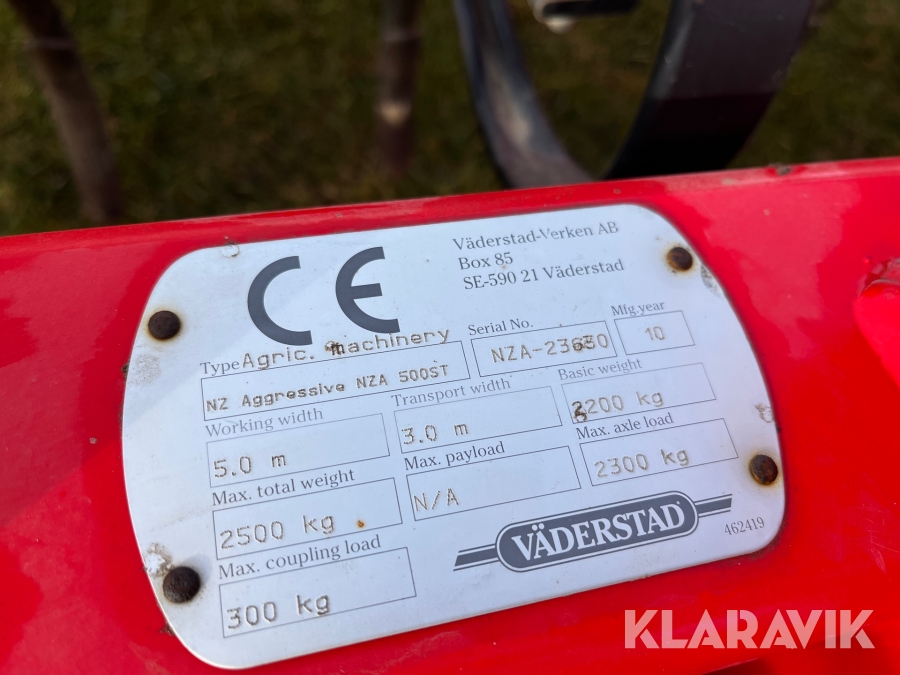 CE
Väderstad-Verken AB
Box 85
SE-590 21 Väderstad
Type Agric. machinery
NZ Aggressive NZA 500ST
Serial No.
Mfg.year
10
Working width
5.0 m
Transport width
3.0 m
Basic weight
2200 kg
Max. total weight
2500 kg
Max. payload
N/A
Max. axle load
2300 kg
Max. coupling load
300 kg
VÄDERSTAD
462419
KLARAVIK